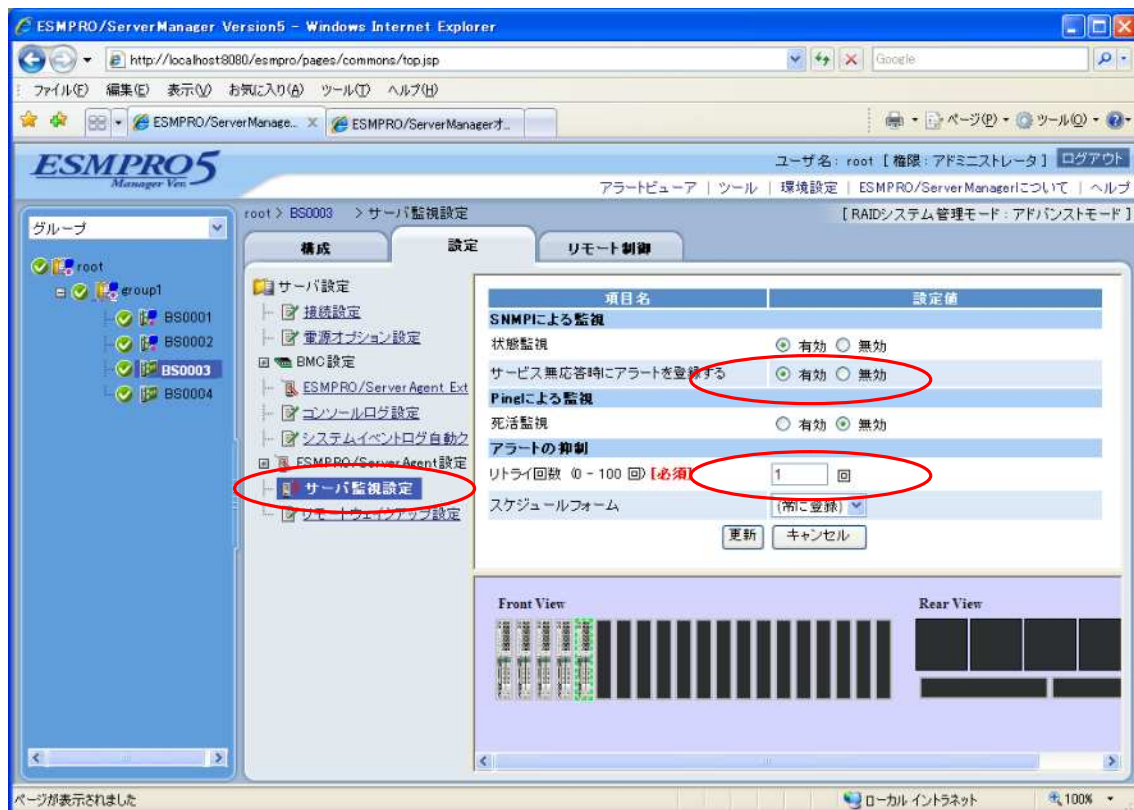 ESMPRO/ServerManager Version5 - Windows Internet Explorer
http://localhost:8080/esmpro/pages/commons/top.jsp
Google
ファイル(F) 編集(E) 表示(V) お気に入り(A) ツール(T) ヘルプ(H)
ESMPRO/ServerManage... ESMPRO/ServerManagerオ...
ページ(P) ツール(O)
ESMPRO5
Manager Ver.
ユーザ名: root [ 権限 : アドミニストレータ ] ログアウト
アラートビューア | ツール | 環境設定 | ESMPRO/ServerManagerについて | ヘルプ
グループ
root
group1
BS0001
BS0002
BS0003
BS0004
root > BS0003 > サーバ監視設定
[ RAIDシステム管理モード : アドバンストモード ]
構成 設定 リモート制御
サーバ設定
接続設定
電源オプション設定
BMC設定
ESMPRO/ServerAgent Ext
コンソールログ設定
システムイベントログ自動ク
ESMPRO/ServerAgent設定
サーバ監視設定
リモートウェイクアップ設定
項目名 設定値
SNMPによる監視
状態監視 有効 無効
サービス無応答時にアラートを登録する 有効 無効
Pingによる監視
死活監視 有効 無効
アラートの抑制
リトライ回数 (0 - 100 回) [必須] 1 回
スケジュールフォーム (常に登録)
更新 キャンセル
Front View Rear View
ページが表示されました
ローカル イントラネット 100%